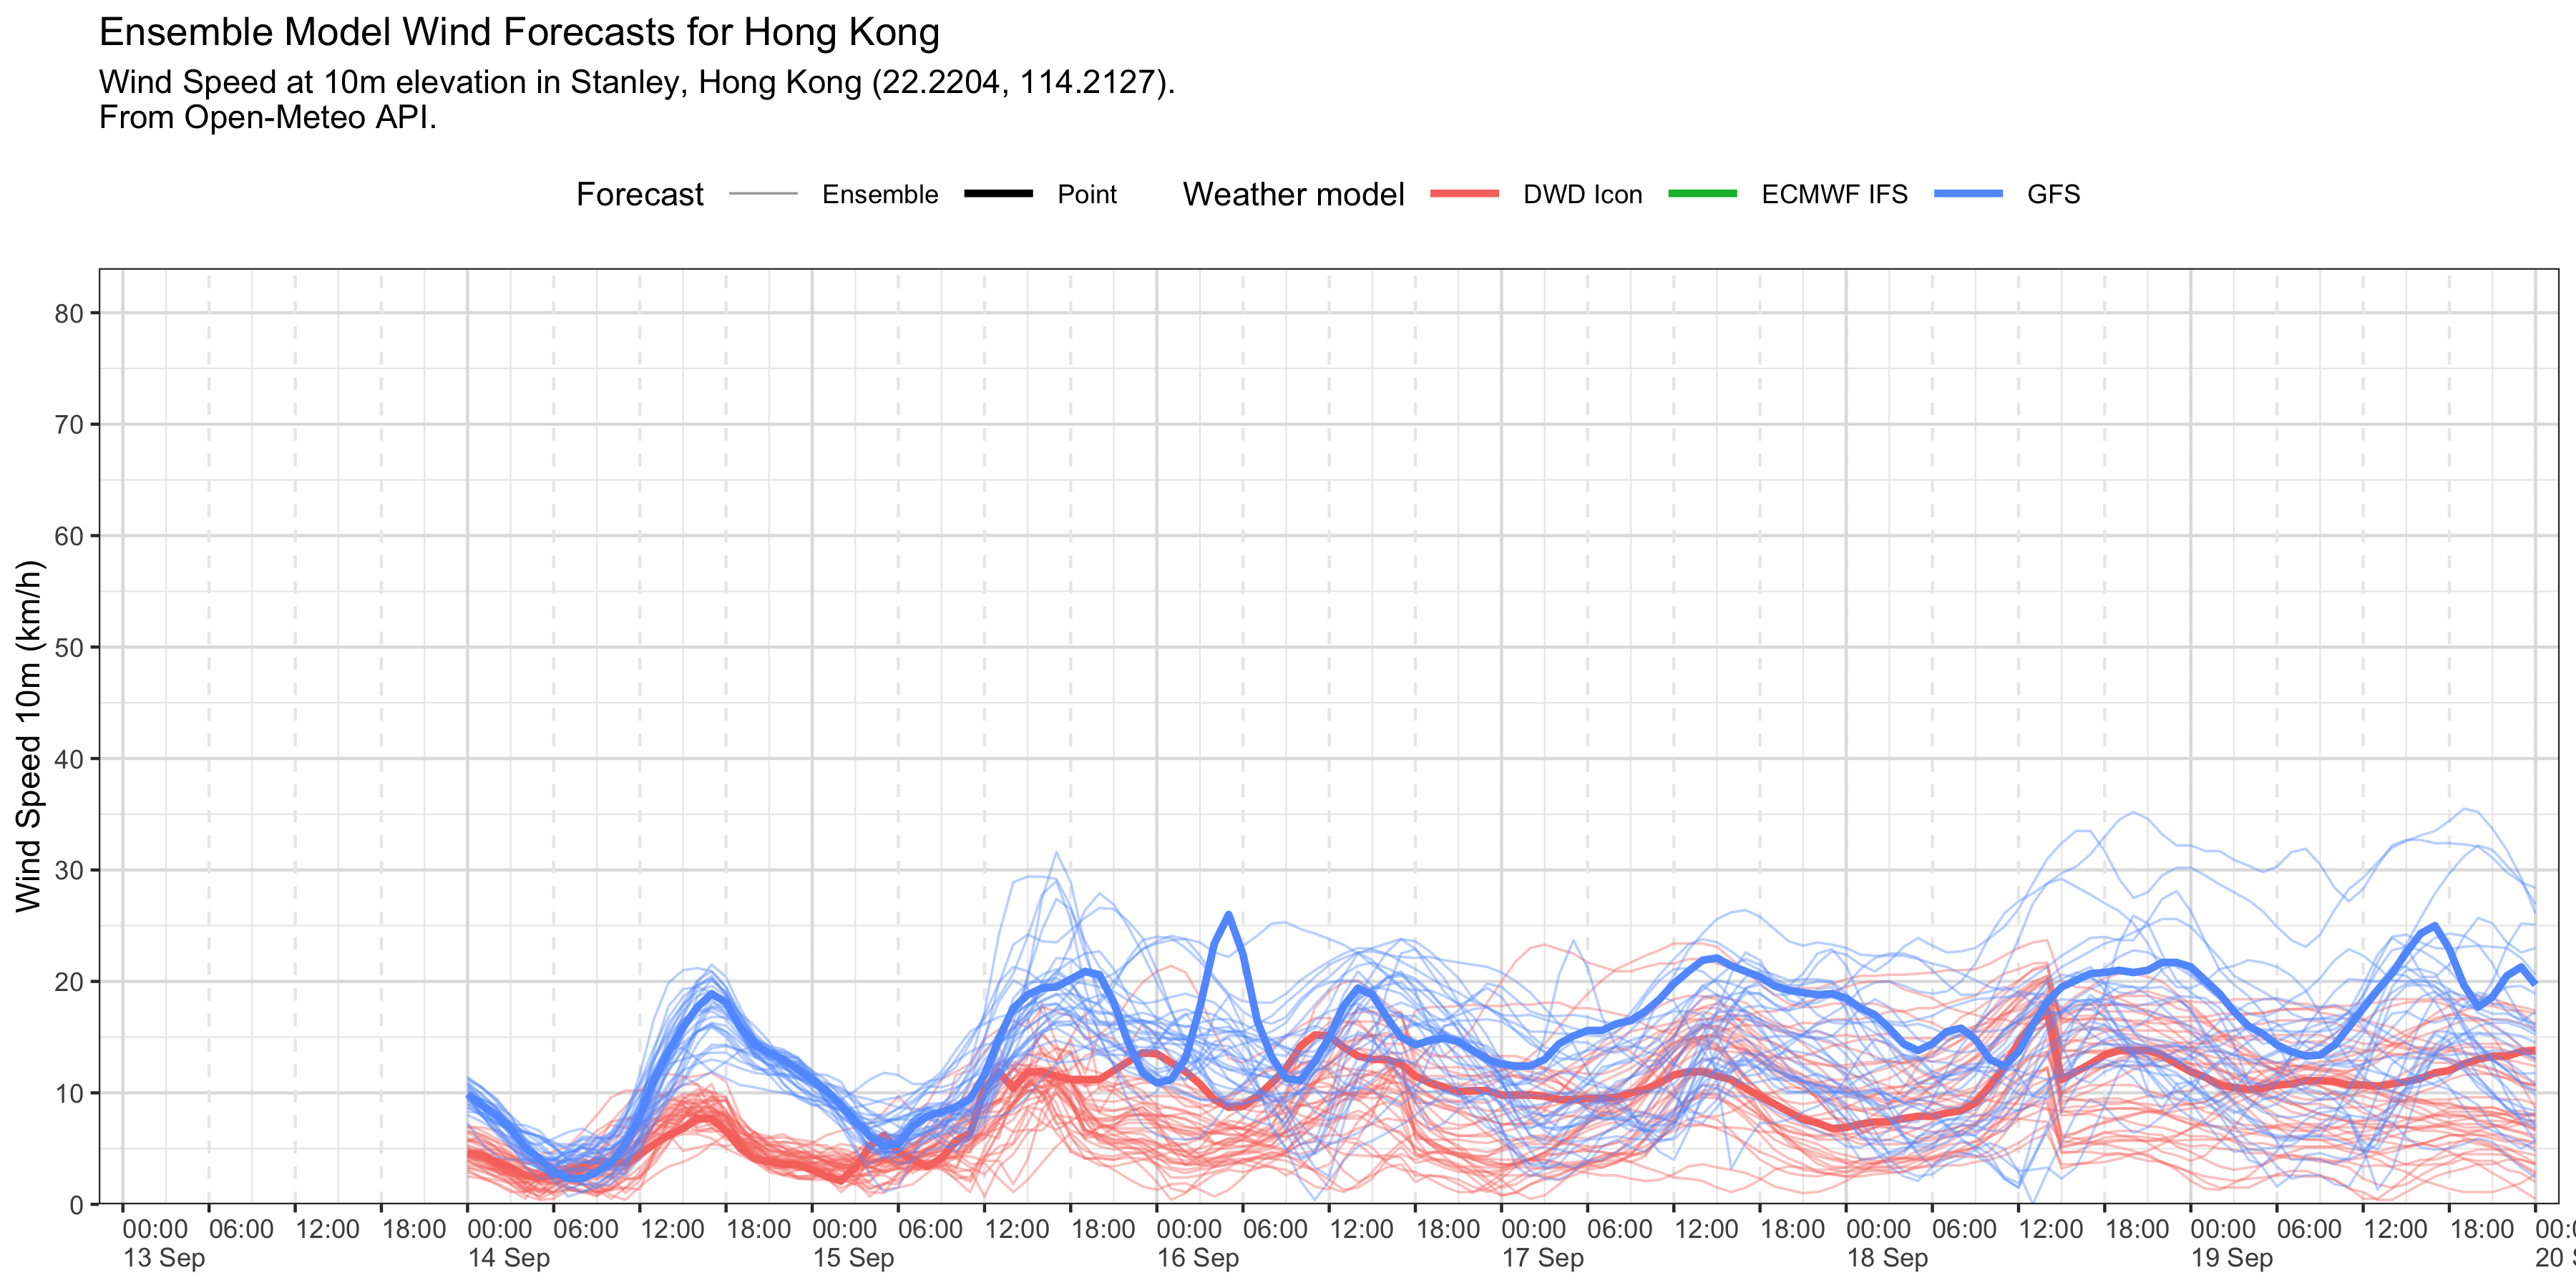 Ensemble Model Wind Forecasts for Hong Kong
Wind Speed at 10m elevation in Stanley, Hong Kong (22.2204, 114.2127).
From Open-Meteo API.
Forecast Ensemble Point Weather model DWD Icon ECMWF IFS GFS
Wind Speed 10m (km/h)
80
70
60
50
40
30
20
10
0
00:00 06:00 12:00 18:00 00:00 06:00 12:00 18:00 00:00 06:00 12:00 18:00 00:00 06:00 12:00 18:00 00:00 06:00 12:00 18:00 00:00 06:00 12:00 18:00 00:00 06:00 12:00 18:00
13 Sep 14 Sep 15 Sep 16 Sep 17 Sep 18 Sep 19 Sep 20